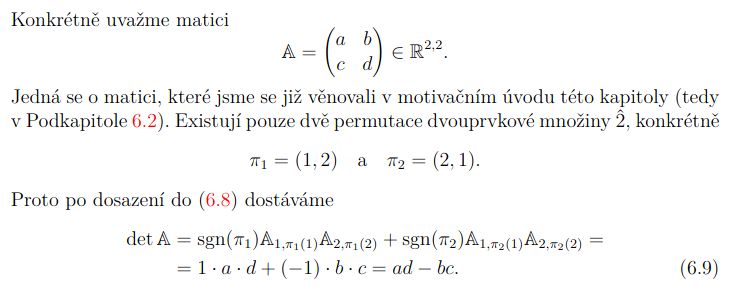 Konkrétně uvažme matici
𝔸 = (a b
c d) ∈ ℝ^{2,2}.
Jedná se o matici, které jsme se již věnovali v motivačním úvodu této kapitoly (tedy
v Podkapitole 6.2). Existují pouze dvě permutace dvouprvkové množiny 2̂, konkrétně
π₁ = (1, 2) a π₂ = (2, 1).
Proto po dosazení do (6.8) dostáváme
det 𝔸 = sgn(π₁)𝔸_{1,π₁(1)}𝔸_{2,π₁(2)} + sgn(π₂)𝔸_{1,π₂(1)}𝔸_{2,π₂(2)} =
= 1 · a · d + (−1) · b · c = ad − bc. (6.9)